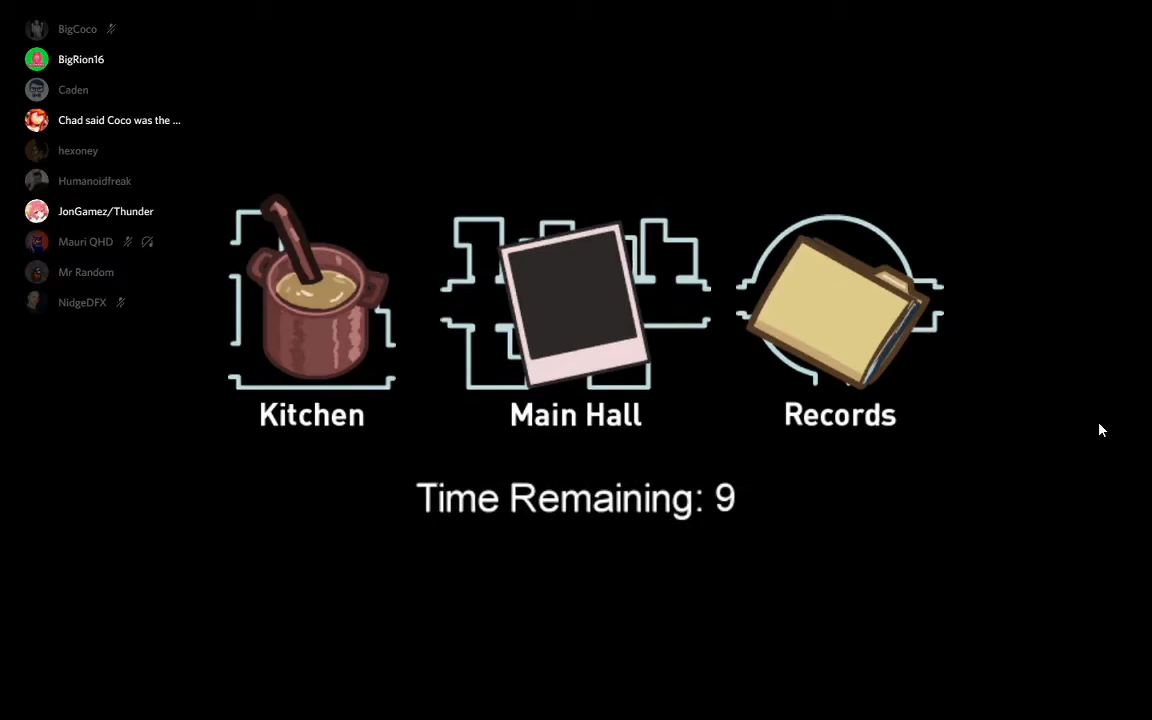 BigCoco
BigRion16
Caden
Chad said Coco was the ...
hexoney
Humanoidfreak
JonGamez/Thunder
Mauri QHD
Mr Random
NidgeDFX
Kitchen
Main Hall
Records
Time Remaining: 9